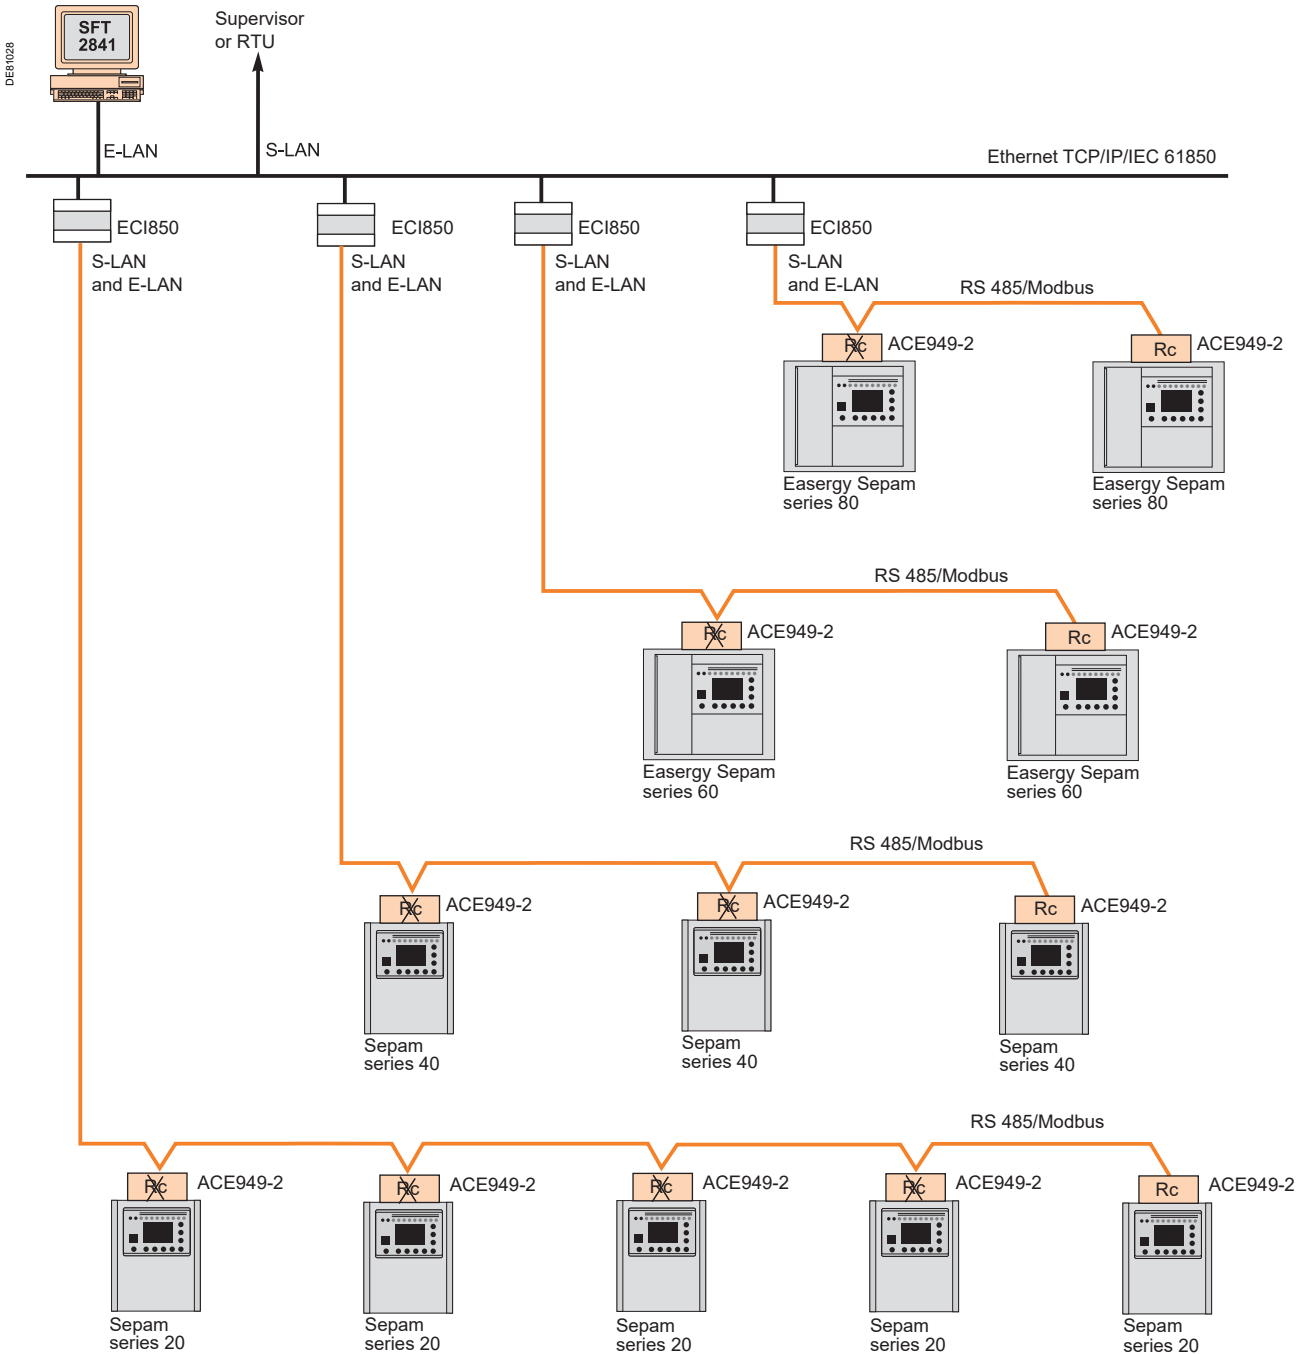 DE81028
SFT
2841
Supervisor
or RTU
E-LAN
S-LAN
Ethernet TCP/IP/IEC 61850
ECI850
ECI850
ECI850
ECI850
S-LAN
and E-LAN
S-LAN
and E-LAN
S-LAN
and E-LAN
S-LAN
and E-LAN
RS 485/Modbus
Rc
ACE949-2
Rc
ACE949-2
Easergy Sepam
series 80
Easergy Sepam
series 80
RS 485/Modbus
Rc
ACE949-2
Rc
ACE949-2
Easergy Sepam
series 60
Easergy Sepam
series 60
RS 485/Modbus
Rc
ACE949-2
Rc
ACE949-2
Rc
ACE949-2
Sepam
series 40
Sepam
series 40
Sepam
series 40
RS 485/Modbus
Rc
ACE949-2
Rc
ACE949-2
Rc
ACE949-2
Rc
ACE949-2
Rc
ACE949-2
Sepam
series 20
Sepam
series 20
Sepam
series 20
Sepam
series 20
Sepam
series 20